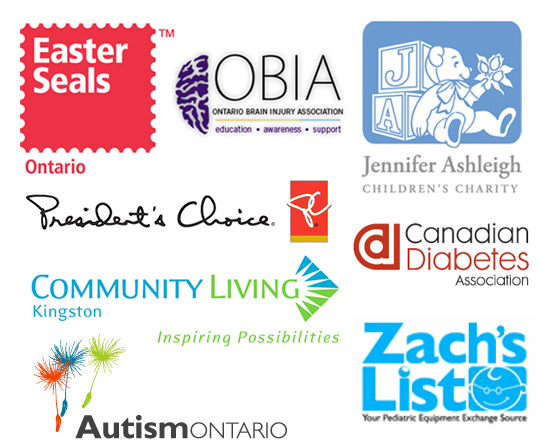 Easter
Seals
TM
Ontario
OBIA
ONTARIO BRAIN INJURY ASSOCIATION
education • awareness • support
J
A
Jennifer Ashleigh
CHILDREN'S CHARITY
President's Choice®
PC
Canadian
Diabetes
Association
COMMUNITY LIVING
Kingston
Inspiring Possibilities
Zach's
List
Your Pediatric Equipment Exchange Source
AutismONTARIO